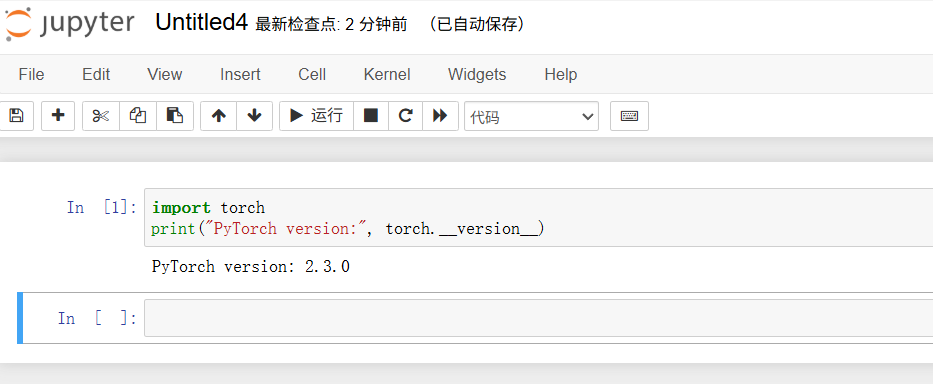 jupyter Untitled4 最新检查点: 2 分钟前 （已自动保存）
File Edit View Insert Cell Kernel Widgets Help
运行 代码
In [1]: import torch
print("PyTorch version:", torch.__version__)
PyTorch version: 2.3.0
In [ ]: